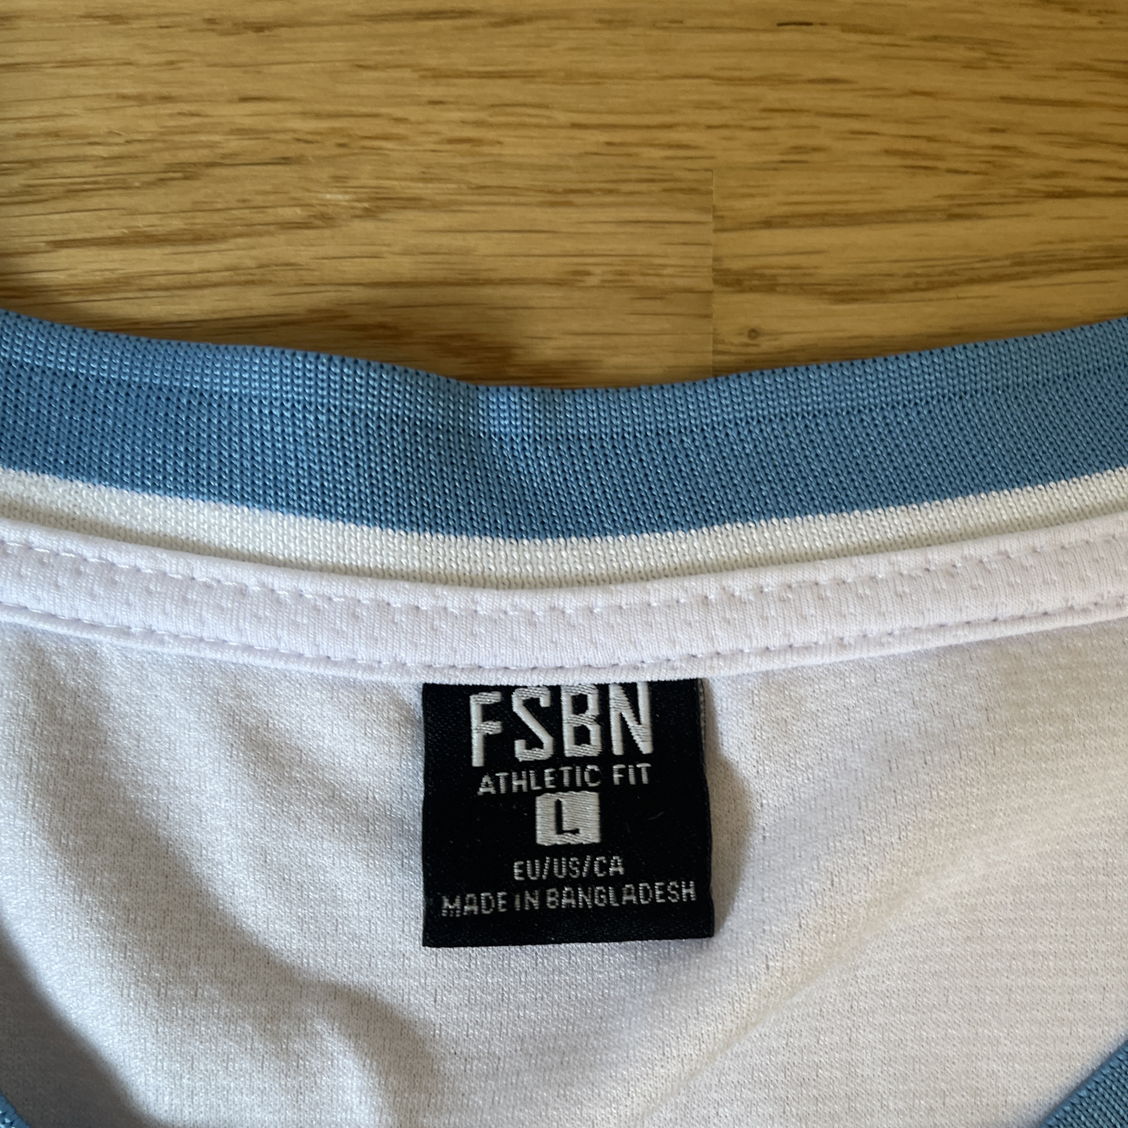 FSBN
ATHLETIC FIT
L
EU/US/CA
MADE IN BANGLADESH